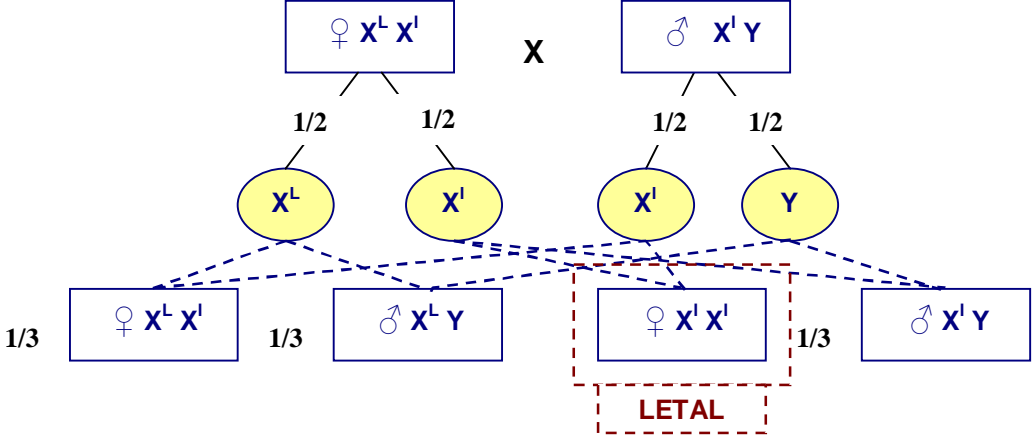 ♀ Xᴸ Xˡ X ♂ Xˡ Y
1/2 1/2 1/2 1/2
Xᴸ Xˡ Xˡ Y
♀ Xᴸ Xˡ ♂ Xᴸ Y ♀ Xˡ Xˡ ♂ Xˡ Y
1/3 1/3 1/3
LETAL